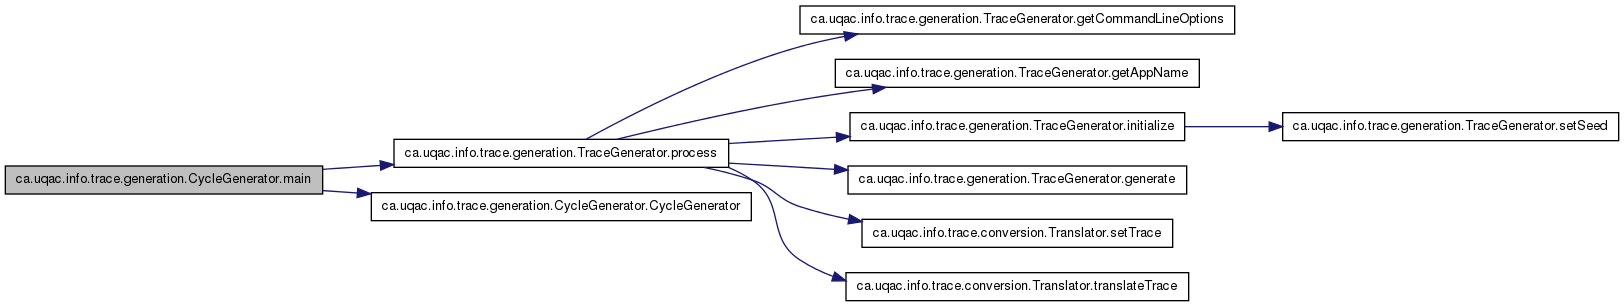 ca.uqac.info.trace.generation.TraceGenerator.getCommandLineOptions
ca.uqac.info.trace.generation.TraceGenerator.getAppName
ca.uqac.info.trace.generation.TraceGenerator.initialize
ca.uqac.info.trace.generation.TraceGenerator.setSeed
ca.uqac.info.trace.generation.TraceGenerator.process
ca.uqac.info.trace.generation.CycleGenerator.main
ca.uqac.info.trace.generation.TraceGenerator.generate
ca.uqac.info.trace.generation.CycleGenerator.CycleGenerator
ca.uqac.info.trace.conversion.Translator.setTrace
ca.uqac.info.trace.conversion.Translator.translateTrace